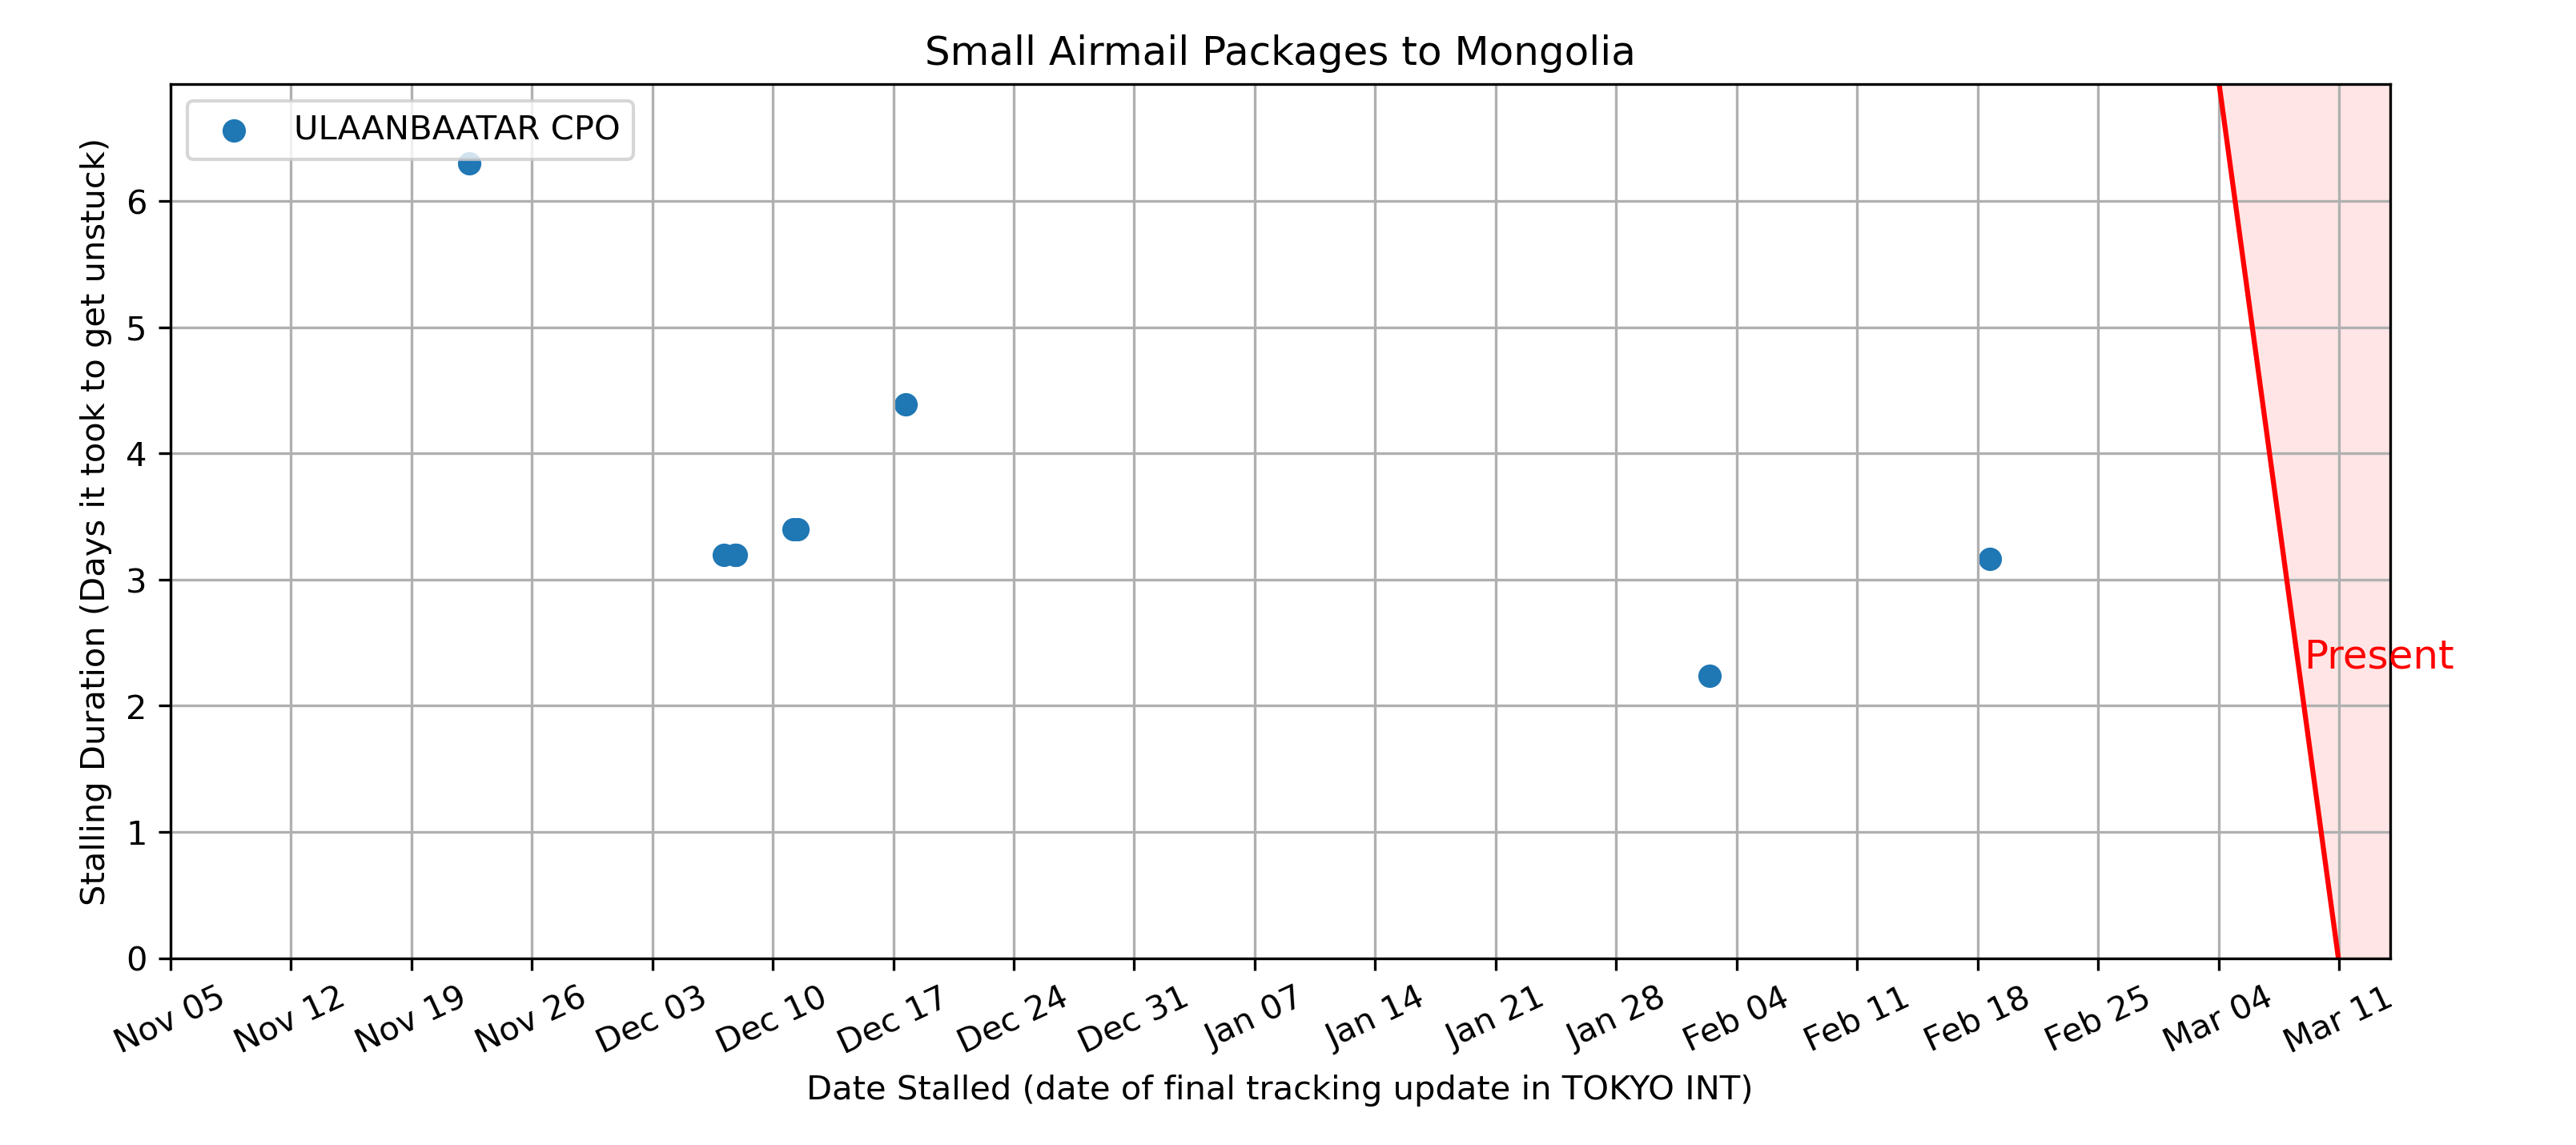 Small Airmail Packages to Mongolia
ULAANBAATAR CPO
Stalling Duration (Days it took to get unstuck)
6
5
4
3
2
1
0
Present
Nov 05
Nov 12
Nov 19
Nov 26
Dec 03
Dec 10
Dec 17
Dec 24
Dec 31
Jan 07
Jan 14
Jan 21
Jan 28
Feb 04
Feb 11
Feb 18
Feb 25
Mar 04
Mar 11
Date Stalled (date of final tracking update in TOKYO INT)